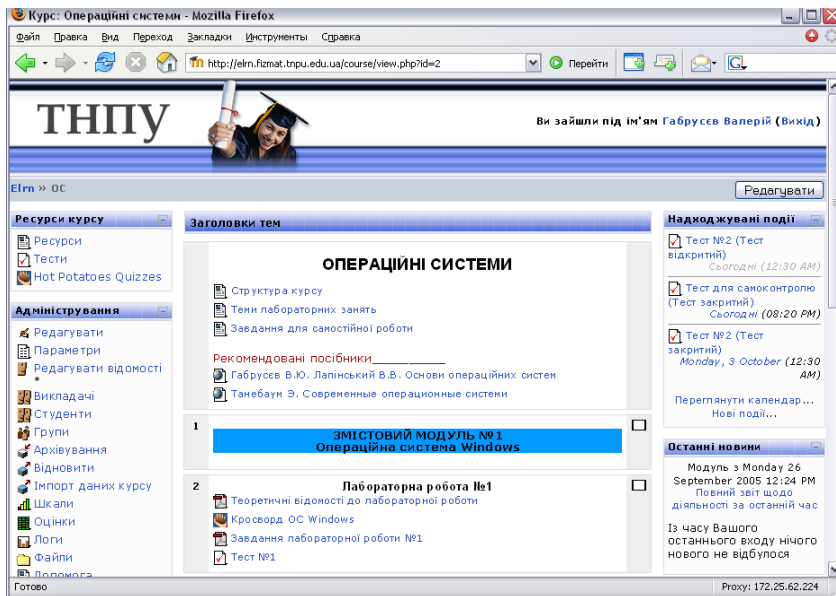 Курс: Операційні системи - Mozilla Firefox
Файл Правка Вид Переход Закладки Инструменты Справка
http://elrn.fizmat.tnpu.edu.ua/course/view.php?id=2 Перейти G
ТНПУ
Ви зайшли під ім'ям Габрусєв Валерій (Вихід)
Elrn » ОС
Редагувати
Ресурси курсу
Ресурси
Тести
Hot Potatoes Quizzes
Адміністрування
Редагувати
Параметри
Редагувати відомості
*
Викладачі
Студенти
Групи
Архівування
Відновити
Імпорт даних курсу
Шкали
Оцінки
Логи
Файли
Допомога
Заголовки тем
ОПЕРАЦІЙНІ СИСТЕМИ
Структура курсу
Теми лабораторних занять
Завдання для самостійної роботи
Рекомендовані посібники__________
Габрусєв В.Ю. Лапінський В.В. Основи операційних систем
Танебаум Э. Современные операционные системи
1
ЗМІСТОВИЙ МОДУЛЬ №1
Операційна система Windows
2
Лабораторна робота №1
Теоретичні відомості до лабораторної роботи
Кросворд ОС Windows
Завдання лабораторної роботи №1
Тест №1
Надходжувані події
Тест №2 (Тест
відкритий)
Сьогодні (12:30 AM)
Тест для самоконтролю
(Тест закритий)
Сьогодні (08:20 PM)
Тест №2 (Тест
закритий)
Monday, 3 October (12:30
AM)
Переглянути календар...
Нові події...
Останні новини
Модуль з Monday 26
September 2005 12:24 PM
Повний звіт щодо
діяльності за останній час
Із часу Вашого
останнього входу нічого
нового не відбулося
Готово
Proxy: 172.25.62.224